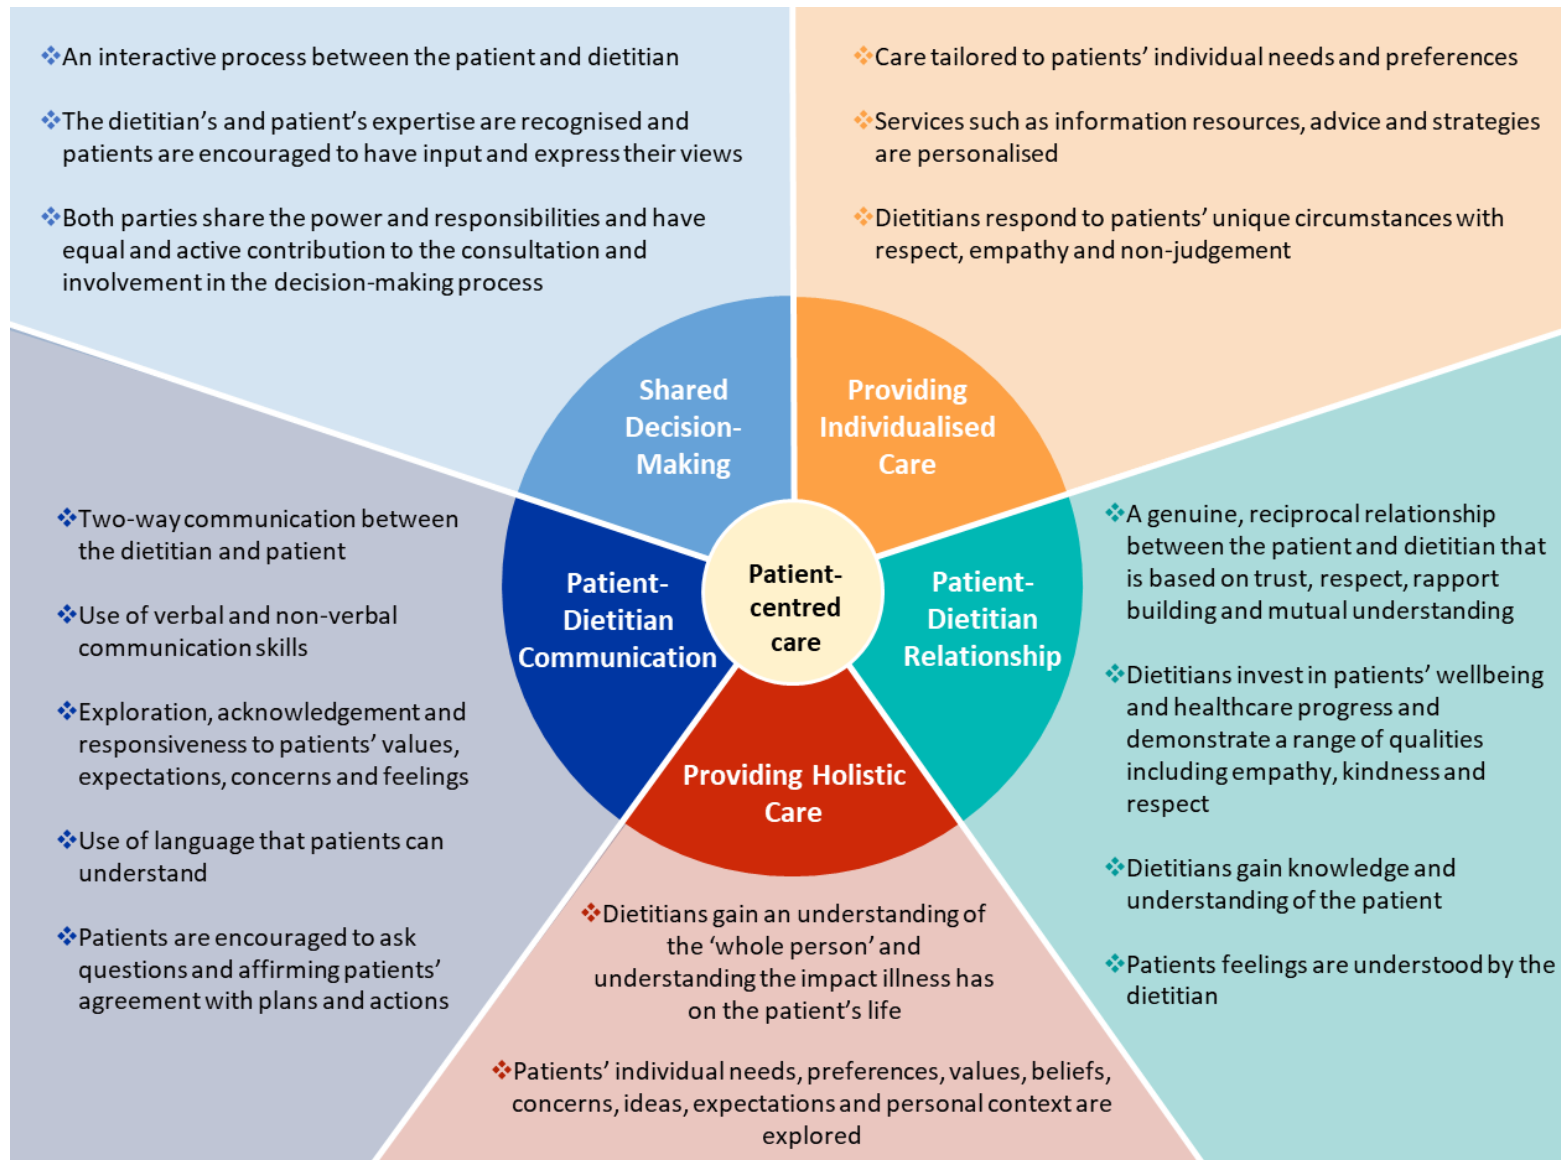 ❖An interactive process between the patient and dietitian
❖The dietitian's and patient's expertise are recognised and
patients are encouraged to have input and express their views
❖Both parties share the power and responsibilities and have
equal and active contribution to the consultation and
involvement in the decision-making process
❖Care tailored to patients' individual needs and preferences
❖Services such as information resources, advice and strategies
are personalised
❖Dietitians respond to patients' unique circumstances with
respect, empathy and non-judgement
Shared
Decision-
Making
Providing
Individualised
Care
Patient-
Dietitian
Communication
Patient-
centred
care
Patient-
Dietitian
Relationship
Providing Holistic
Care
❖Two-way communication between
the dietitian and patient
❖Use of verbal and non-verbal
communication skills
❖Exploration, acknowledgement and
responsiveness to patients' values,
expectations, concerns and feelings
❖Use of language that patients can
understand
❖Patients are encouraged to ask
questions and affirming patients'
agreement with plans and actions
❖A genuine, reciprocal relationship
between the patient and dietitian that
is based on trust, respect, rapport
building and mutual understanding
❖Dietitians invest in patients' wellbeing
and healthcare progress and
demonstrate a range of qualities
including empathy, kindness and
respect
❖Dietitians gain knowledge and
understanding of the patient
❖Patients feelings are understood by the
dietitian
❖Dietitians gain an understanding of
the 'whole person' and
understanding the impact illness has
on the patient's life
❖Patients' individual needs, preferences, values, beliefs,
concerns, ideas, expectations and personal context are
explored